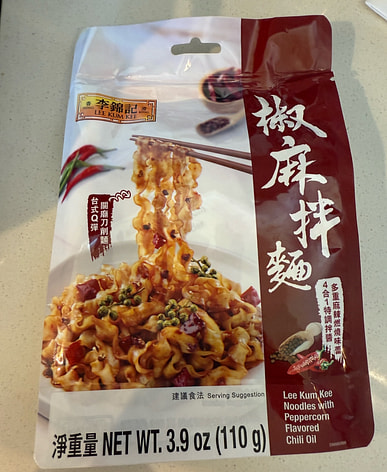 李錦記
LEE KUM KEE
椒麻拌麵
台式Q彈
關廟刀削麵
多重麻辣燃燒味蕾
4合1特調拌醬
建議食法 Serving Suggestion
Lee Kum Kee
Noodles with
Peppercorn
Flavored
Chili Oil
淨重量 NET WT. 3.9 oz (110 g)